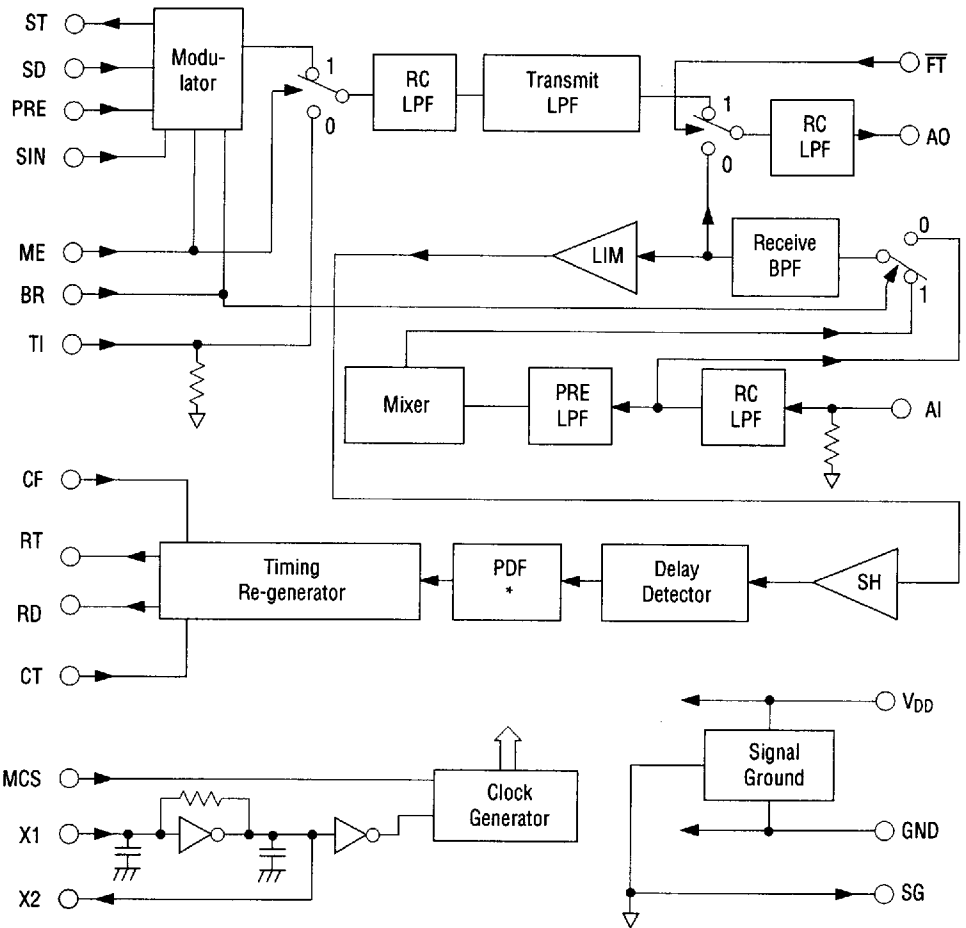 ST
Modu-
lator
SD
PRE
SIN
1
0
RC
LPF
Transmit
LPF
FT
1
0
RC
LPF
AO
ME
BR
TI
LIM
Receive
BPF
0
1
Mixer
PRE
LPF
RC
LPF
AI
CF
RT
RD
CT
Timing
Re-generator
PDF
*
Delay
Detector
SH
MCS
X1
X2
Clock
Generator
VDD
Signal
Ground
GND
SG